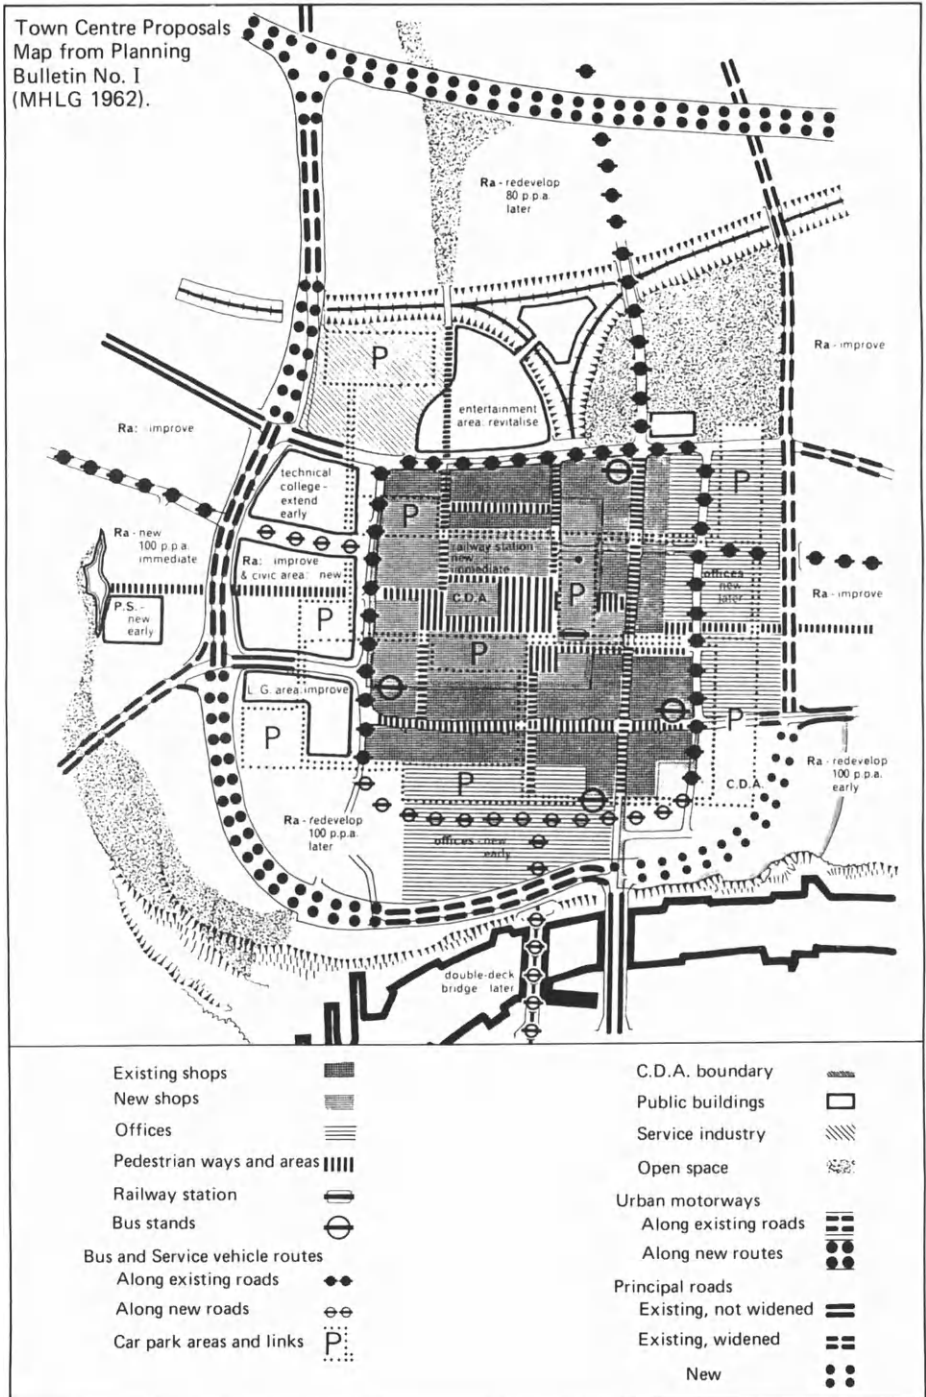 Town Centre Proposals
Map from Planning
Bulletin No. I
(MHLG 1962).
Ra - redevelop
80 p.p.a.
later
Ra - improve
P
entertainment
area: revitalise
Ra: improve
technical
college -
extend
early
P
P
Ra - new
100 p.p.a.
immediate
railway station -
new -
immediate
Ra: improve
& civic area: new
offices
new
later
C.D.A.
P
P
Ra - improve
P.S. -
new
early
P
L.G. area: improve
P
P
Ra - redevelop
100 p.p.a.
early
P
C.D.A.
Ra - redevelop
100 p.p.a.
later
offices - new
early
double-deck
bridge later
Existing shops
New shops
Offices
Pedestrian ways and areas
Railway station
Bus stands
Bus and Service vehicle routes
Along existing roads
Along new roads
Car park areas and links
P
C.D.A. boundary
Public buildings
Service industry
Open space
Urban motorways
Along existing roads
Along new routes
Principal roads
Existing, not widened
Existing, widened
New